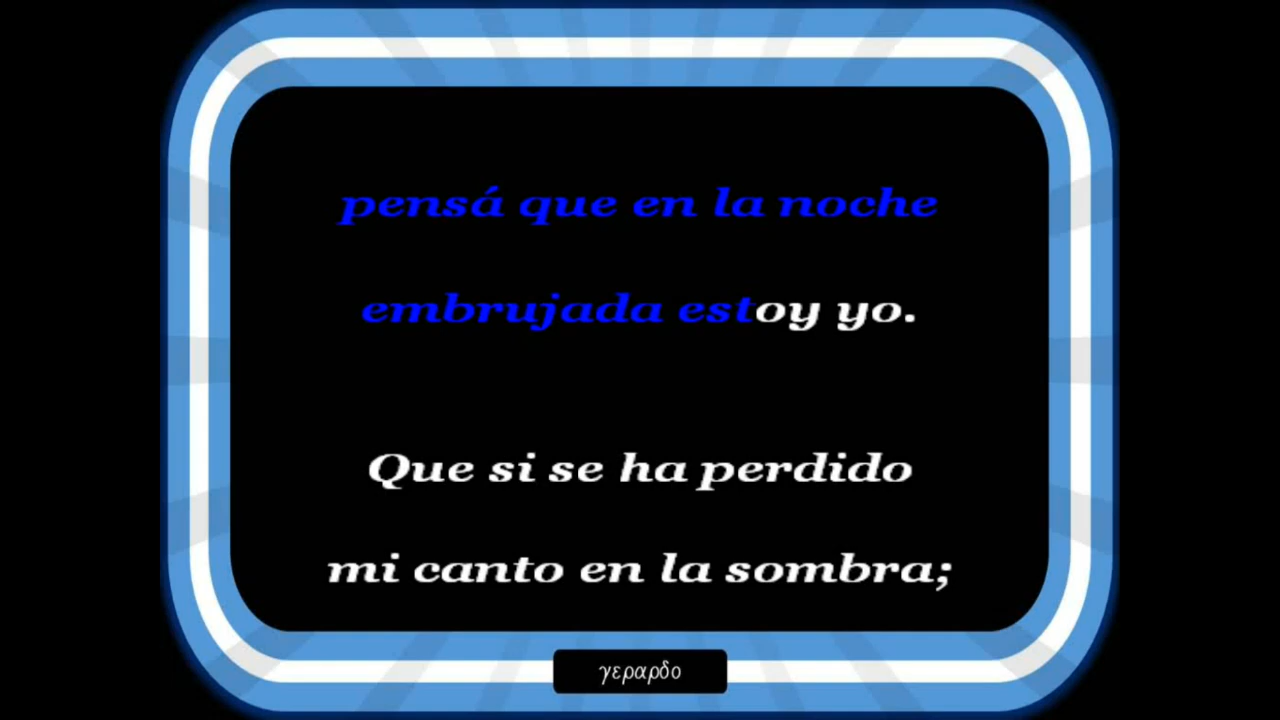 pensá que en la noche
embrujada estoy yo.
Que si se ha perdido
mi canto en la sombra;
γεραρδο